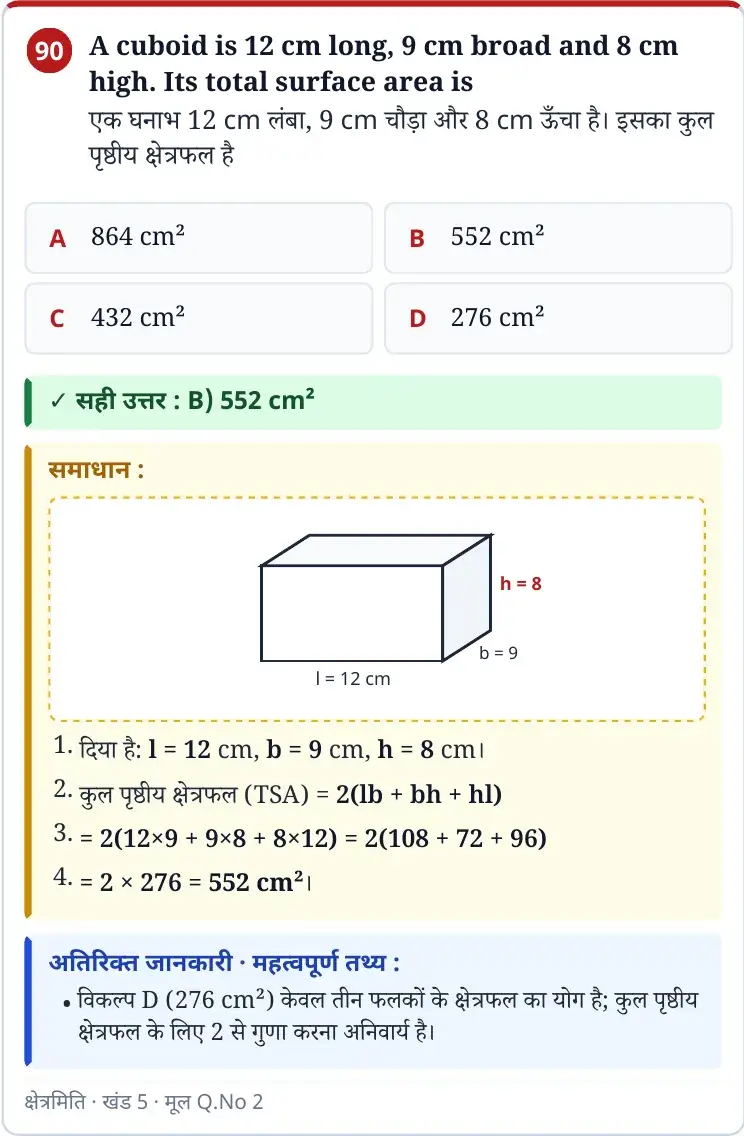 90 A cuboid is 12 cm long, 9 cm broad and 8 cm
high. Its total surface area is
एक घनाभ 12 cm लंबा, 9 cm चौड़ा और 8 cm ऊँचा है। इसका कुल
पृष्ठीय क्षेत्रफल है
A 864 cm²
B 552 cm²
C 432 cm²
D 276 cm²
✓ सही उत्तर : B) 552 cm²
समाधान :
h = 8
b = 9
l = 12 cm
1. दिया है: l = 12 cm, b = 9 cm, h = 8 cm।
2. कुल पृष्ठीय क्षेत्रफल (TSA) = 2(lb + bh + hl)
3. = 2(12×9 + 9×8 + 8×12) = 2(108 + 72 + 96)
4. = 2 × 276 = 552 cm²।
अतिरिक्त जानकारी · महत्वपूर्ण तथ्य :
• विकल्प D (276 cm²) केवल तीन फलकों के क्षेत्रफल का योग है; कुल पृष्ठीय
क्षेत्रफल के लिए 2 से गुणा करना अनिवार्य है।
क्षेत्रमिति · खंड 5 · मूल Q.No 2